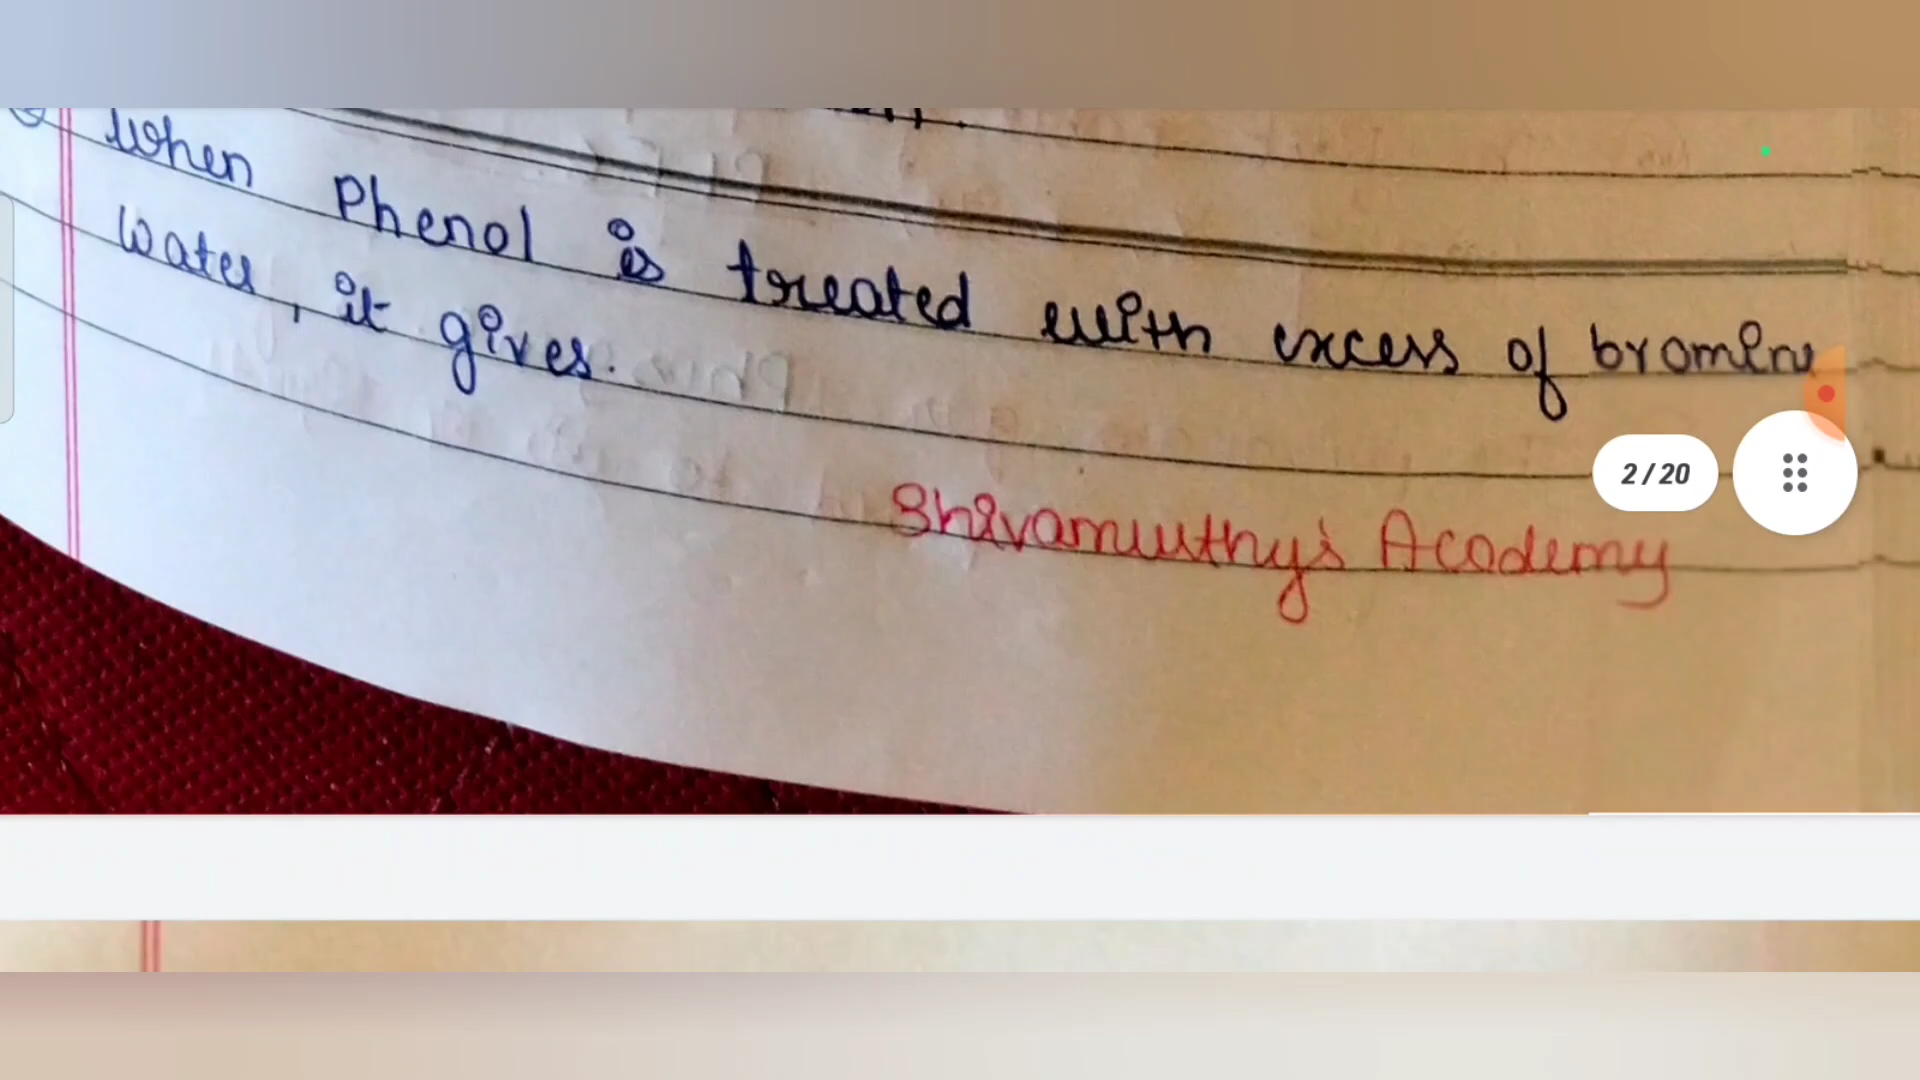 When Phenol is treated with excess of bromine
water, it gives.
2/20
Shivamurthy's Academy